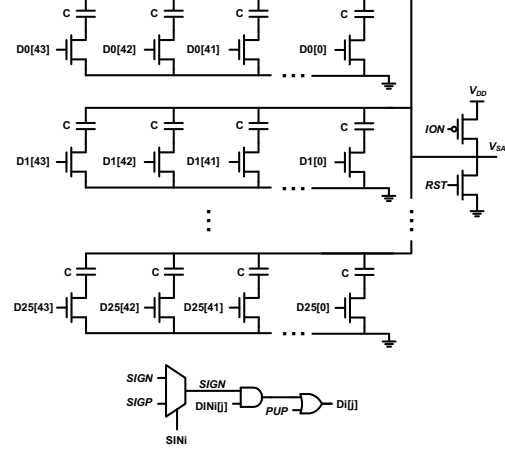 C C C C
D0[43] D0[42] D0[41] D0[0]
VDD
C C C C
ION
VSA
D1[43] D1[42] D1[41] D1[0]
RST
C C C C
D25[43] D25[42] D25[41] D25[0]
SIGN SIGN
SIGP DINi[j] PUP Di[j]
SINi